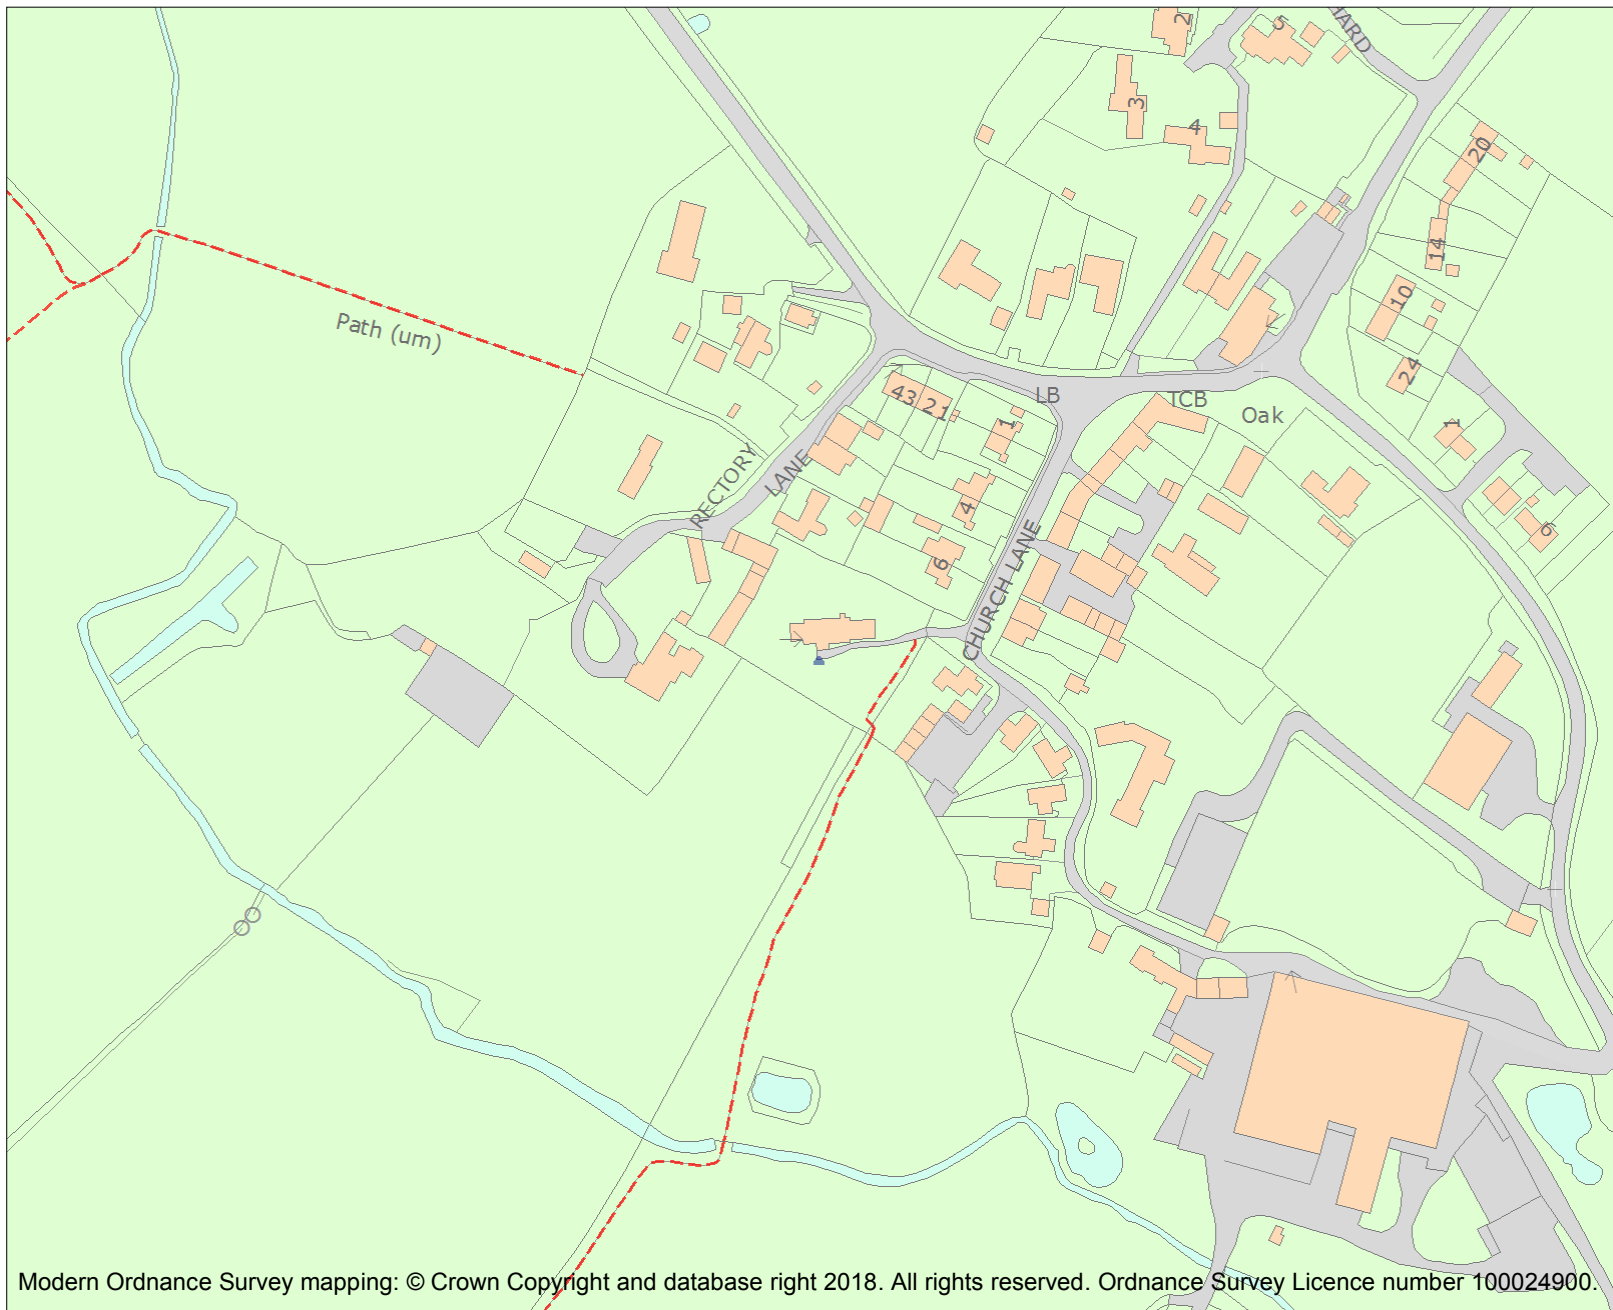 2
5
HARD
3
4
20
14
10
24
1
6
Path (um)
43 21
1
LB
TCB
Oak
4
6
RECTORY
LANE
CHURCH LANE
Modern Ordnance Survey mapping: © Crown Copyright and database right 2018. All rights reserved. Ordnance Survey Licence number 100024900.